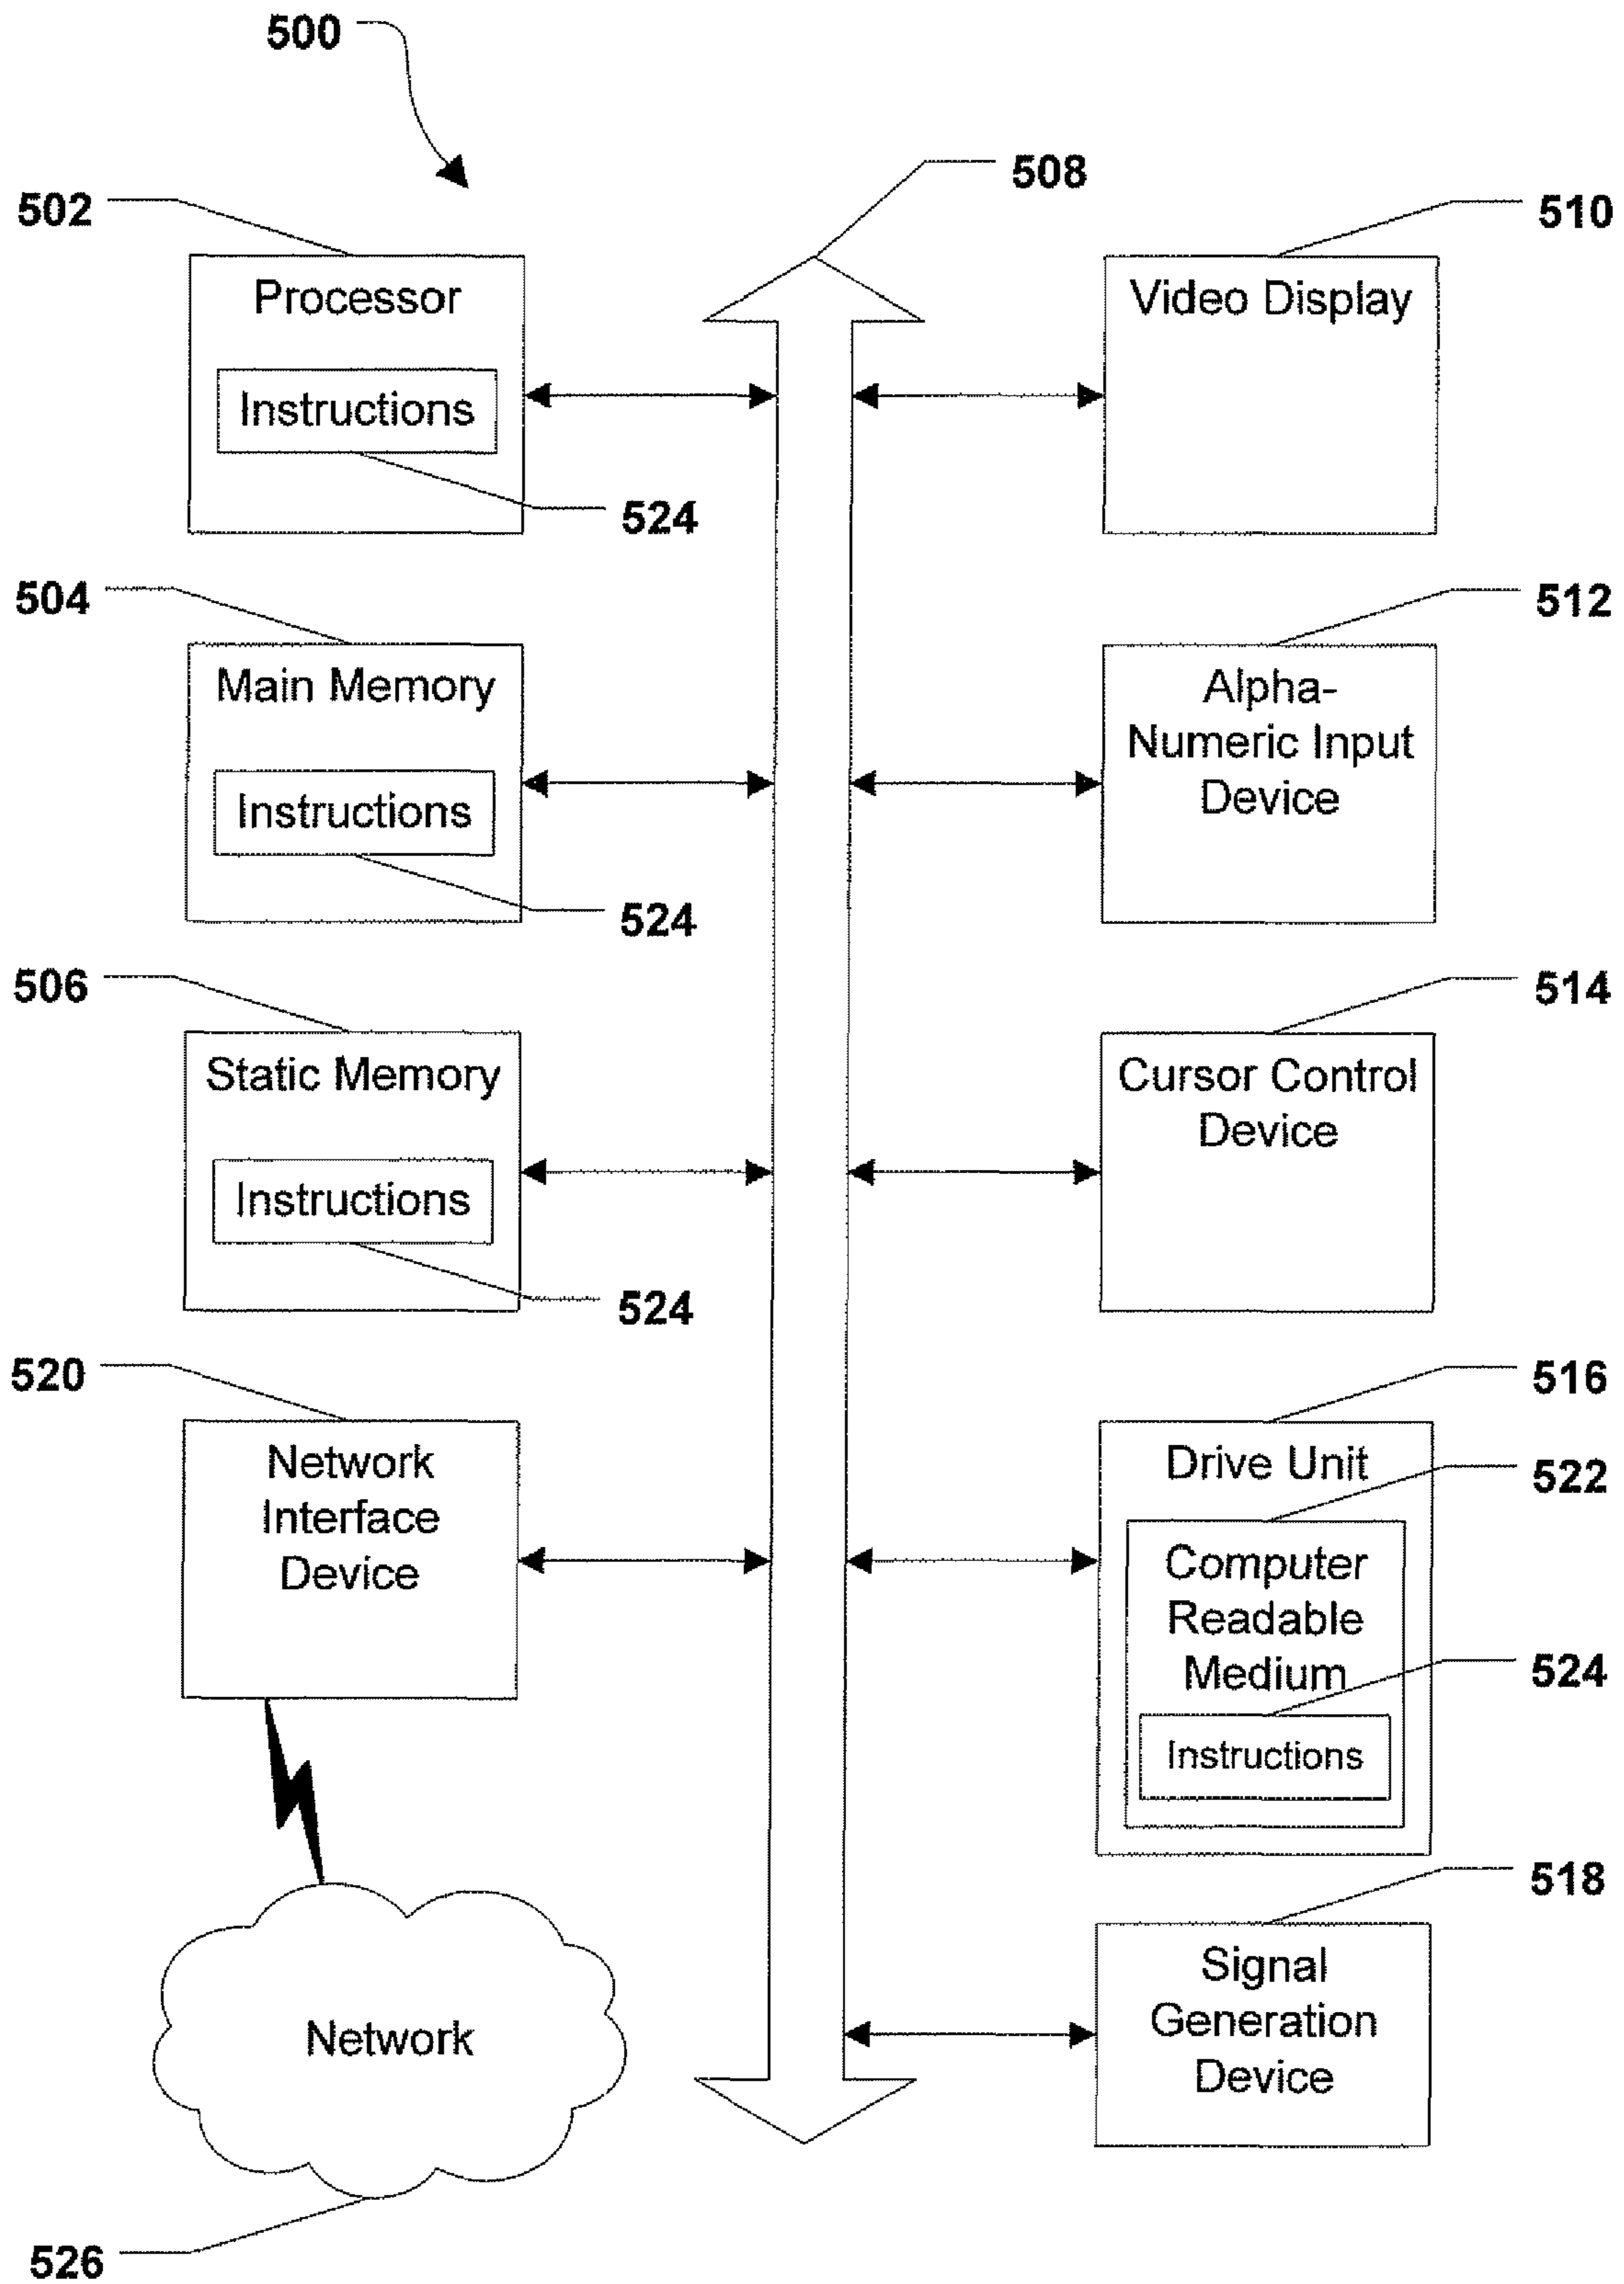 500
508
502
510
Processor
Instructions
524
Video Display
504
512
Main Memory
Instructions
524
Alpha-
Numeric Input
Device
506
514
Static Memory
Instructions
524
Cursor Control
Device
520
516
Network
Interface
Device
Drive Unit
522
Computer
Readable
Medium
524
Instructions
518
Signal
Generation
Device
Network
526